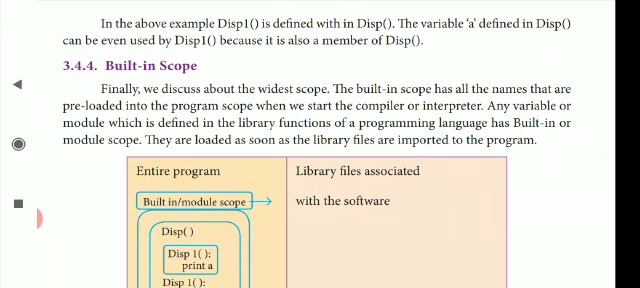 In the above example Disp1() is defined with in Disp(). The variable ‘a’ defined in Disp()
can be even used by Disp1() because it is also a member of Disp().
3.4.4. Built-in Scope
Finally, we discuss about the widest scope. The built-in scope has all the names that are
pre-loaded into the program scope when we start the compiler or interpreter. Any variable or
module which is defined in the library functions of a programming language has Built-in or
module scope. They are loaded as soon as the library files are imported to the program.
Entire program
Built in/module scope
Disp( )
Disp 1( ):
print a
Disp 1( ):
Library files associated
with the software